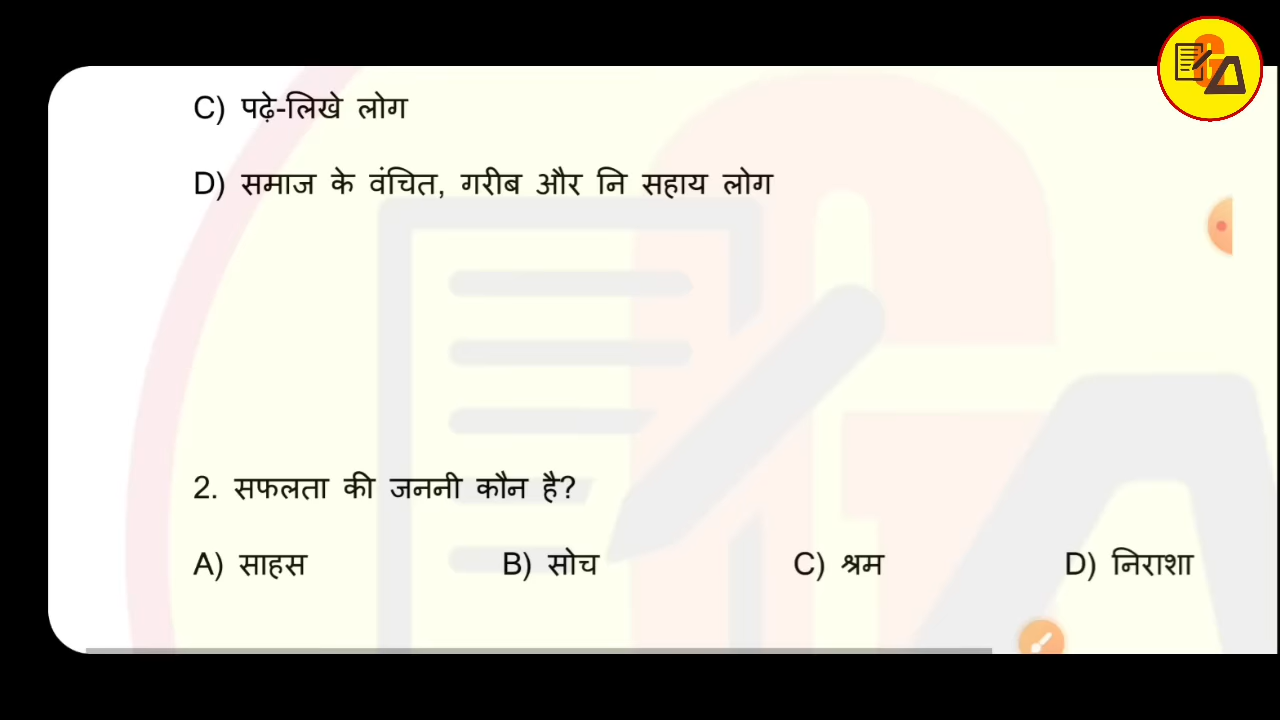 C) पढ़े-लिखे लोग
D) समाज के वंचित, गरीब और नि सहाय लोग
2. सफलता की जननी कौन है?
A) साहस B) सोच C) श्रम D) निराशा